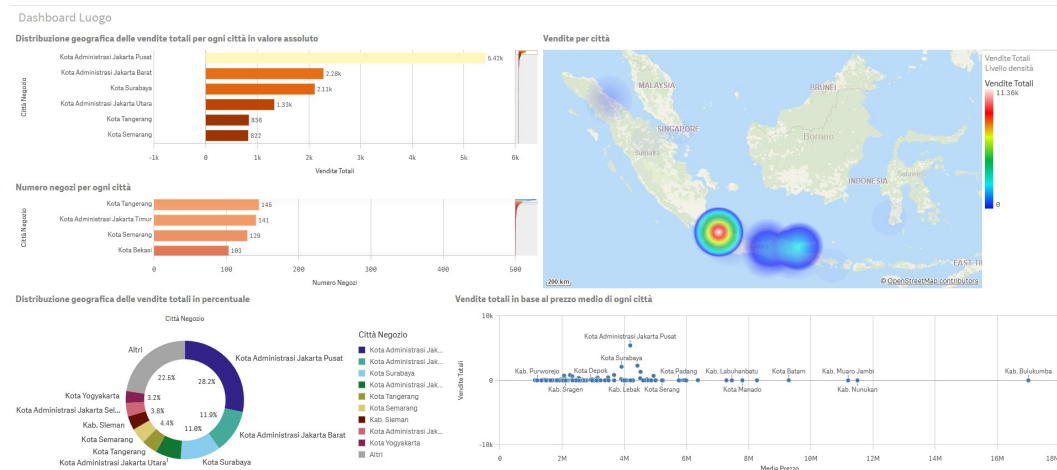 Dashboard Luogo
Distribuzione geografica delle vendite totali per ogni città in valore assoluto
Città Negozio
Kota Administrasi Jakarta Pusat
5.42k
Kota Administrasi Jakarta Barat
2.28k
Kota Surabaya
2.11k
Kota Administrasi Jakarta Utara
1.33k
Kota Tangerang
836
Kota Semarang
822
-1k 0 1k 2k 3k 4k 5k 6k
Vendite Totali
Numero negozi per ogni città
Città Negozio
Kota Tangerang
146
Kota Administrasi Jakarta Timur
141
Kota Semarang
129
Kota Bekasi
103
0 100 200 300 400 500
Numero Negozi
Vendite per città
MALAYSIA
BRUNEI
SINGAPORE
Sumatra
Borneo
INDONESIA
EAST TI
200 km
© OpenStreetMap contributors
Vendite Totali
Livello densità
Vendite Totali
11.36k
0
Distribuzione geografica delle vendite totali in percentuale
Città Negozio
Altri
Kota Administrasi Jakarta Pusat
22.5%
28.2%
Kota Yogyakarta
3.2%
Kota Administrasi Jakarta Sel...
3.8%
11.9%
Kab. Sleman
4.4%
11.0%
Kota Administrasi Jakarta Barat
Kota Semarang
Kota Tangerang
Kota Administrasi Jakarta Utara
Kota Surabaya
Città Negozio
Kota Administrasi Jak...
Kota Administrasi Jak...
Kota Surabaya
Kota Administrasi Jak...
Kota Tangerang
Kota Semarang
Kab. Sleman
Kota Administrasi Jak...
Kota Yogyakarta
Altri
Vendite totali in base al prezzo medio di ogni città
Vendite Totali
10k
0
-10k
Kota Administrasi Jakarta Pusat
Kota Surabaya
Kab. Purworejo
Kota Depok
Kota Padang
Kab. Labuhanbatu
Kota Batam
Kab. Muaro Jambi
Kab. Bulukumba
Kab. Sragen
Kab. Lebak
Kota Serang
Kota Manado
Kab. Nunukan
0 2M 4M 6M 8M 10M 12M 14M 16M 18M
Media Prezzo